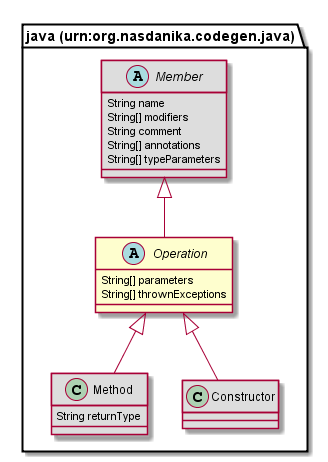 java (urn:org.nasdanika.codegen.java)
A Member
String name
String[] modifiers
String comment
String[] annotations
String[] typeParameters
A Operation
String[] parameters
String[] thrownExceptions
C Method
String returnType
C Constructor